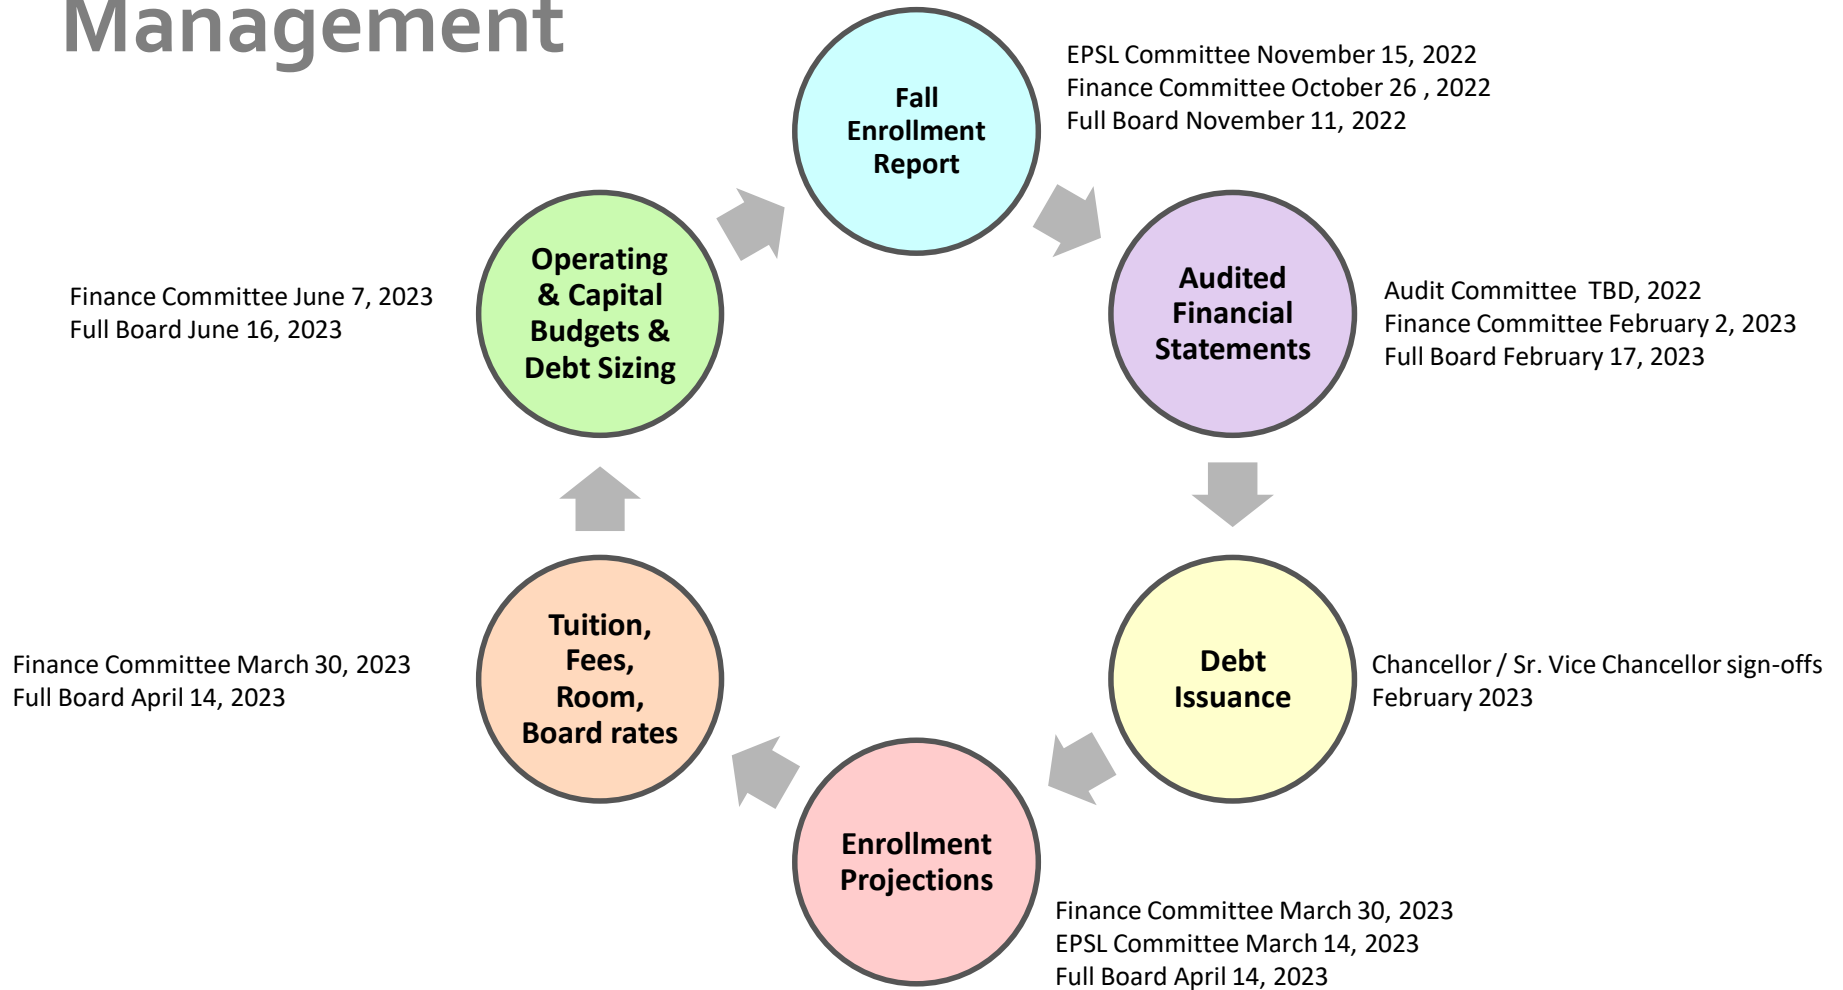 Management
Fall
Enrollment
Report
EPSL Committee November 15, 2022
Finance Committee October 26 , 2022
Full Board November 11, 2022
Audited
Financial
Statements
Audit Committee  TBD, 2022
Finance Committee February 2, 2023
Full Board February 17, 2023
Debt
Issuance
Chancellor / Sr. Vice Chancellor sign-offs
February 2023
Enrollment
Projections
Finance Committee March 30, 2023
EPSL Committee March 14, 2023
Full Board April 14, 2023
Tuition,
Fees,
Room,
Board rates
Finance Committee March 30, 2023
Full Board April 14, 2023
Operating
& Capital
Budgets &
Debt Sizing
Finance Committee June 7, 2023
Full Board June 16, 2023